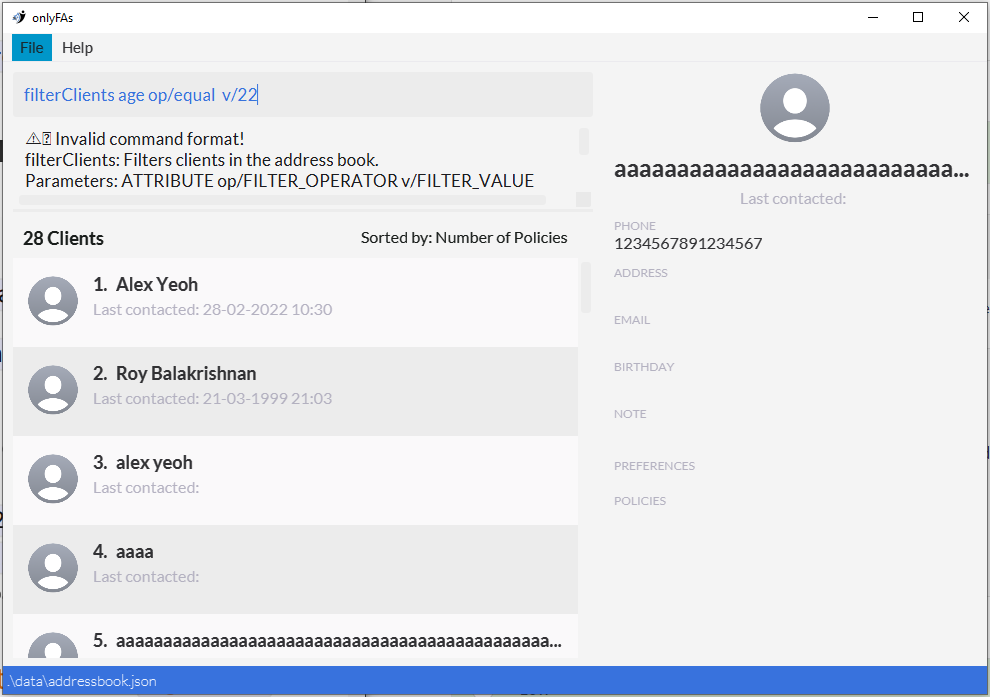 onlyFAs
File Help
filterClients age op/equal v/22
⚠ Invalid command format!
filterClients: Filters clients in the address book.
Parameters: ATTRIBUTE op/FILTER_OPERATOR v/FILTER_VALUE
28 Clients
Sorted by: Number of Policies
1. Alex Yeoh
Last contacted: 28-02-2022 10:30
2. Roy Balakrishnan
Last contacted: 21-03-1999 21:03
3. alex yeoh
Last contacted:
4. aaaa
Last contacted:
5. aaaaaaaaaaaaaaaaaaaaaaaaaaaaaaaaaaaaaaaaaaaaaaa...
aaaaaaaaaaaaaaaaaaaaaaaaaaa...
Last contacted:
PHONE
1234567891234567
ADDRESS
EMAIL
BIRTHDAY
NOTE
PREFERENCES
POLICIES
.\data\addressbook.json